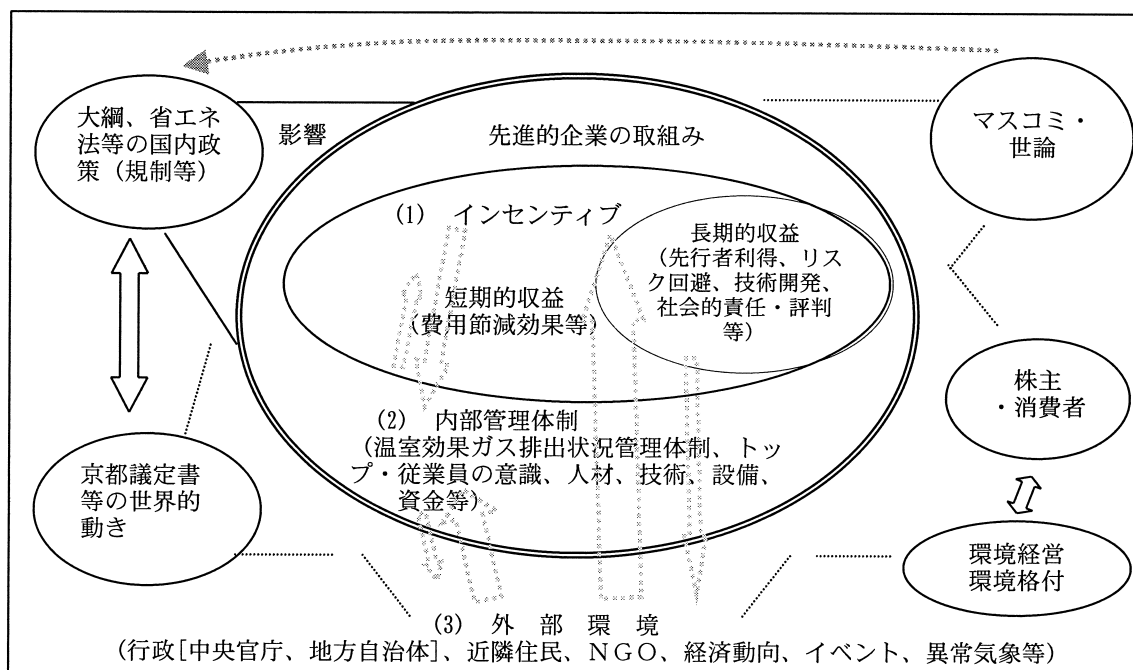 大綱、省エネ
法等の国内政
策（規制等）
影響
先進的企業の取組み
マスコミ・
世論
(1) インセンティブ
長期的収益
（先行者利得、リス
ク回避、技術開発、
社会的責任・評判
等）
短期的収益
（費用節減効果等）
株主
・消費者
(2) 内部管理体制
（温室効果ガス排出状況管理体制、トッ
プ・従業員の意識、人材、技術、設備、
資金等）
京都議定書
等の世界的
動き
環境経営
環境格付
(3) 外 部 環 境
（行政［中央官庁、地方自治体］、近隣住民、ＮＧＯ、経済動向、イベント、異常気象等）